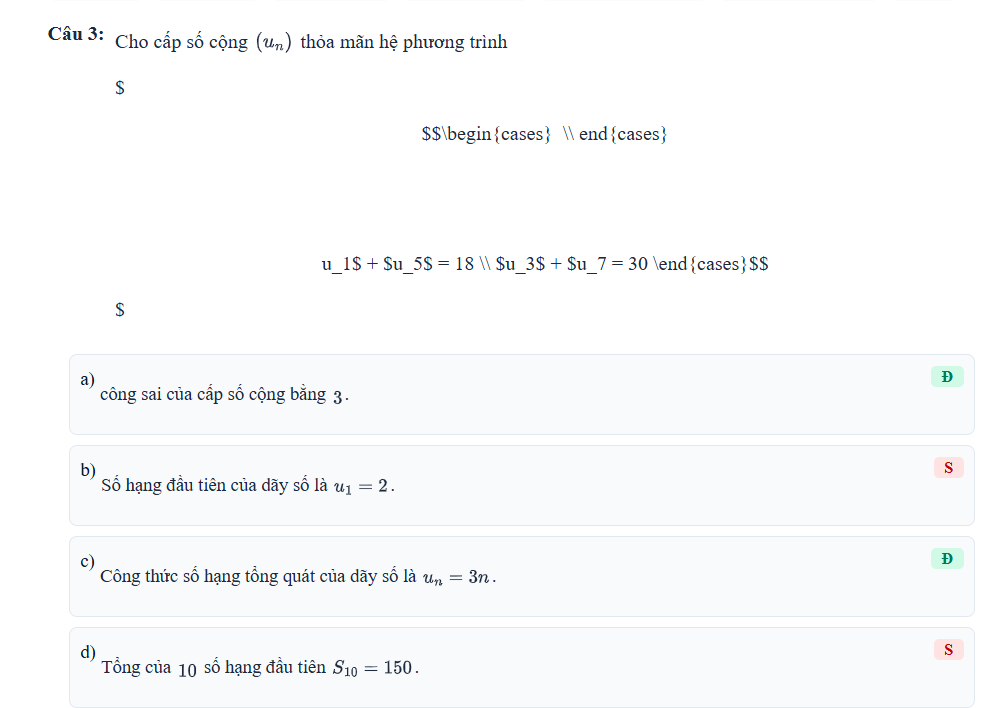 Câu 3: Cho cấp số cộng (uₙ) thỏa mãn hệ phương trình
$
$$\begin{cases} \\ end{cases}
u_1$ + $u_5$ = 18 \\ $u_3$ + $u_7 = 30 \end{cases}$$
$
a) công sai của cấp số cộng bằng 3. Đ
b) Số hạng đầu tiên của dãy số là u₁ = 2. S
c) Công thức số hạng tổng quát của dãy số là uₙ = 3n. Đ
d) Tổng của 10 số hạng đầu tiên S₁₀ = 150. S